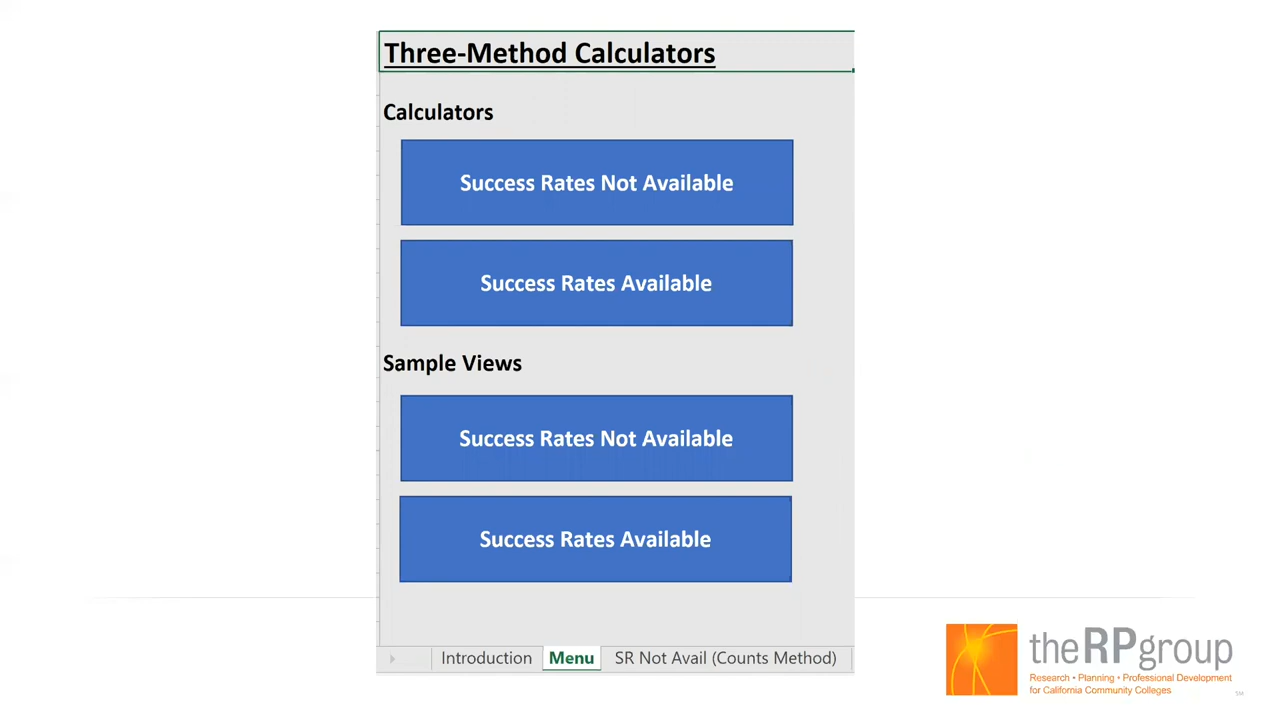 Three-Method Calculators
Calculators
Success Rates Not Available
Success Rates Available
Sample Views
Success Rates Not Available
Success Rates Available
Introduction
Menu
SR Not Avail (Counts Method)
theRPgroup
Research • Planning • Professional Development
for California Community Colleges
SM